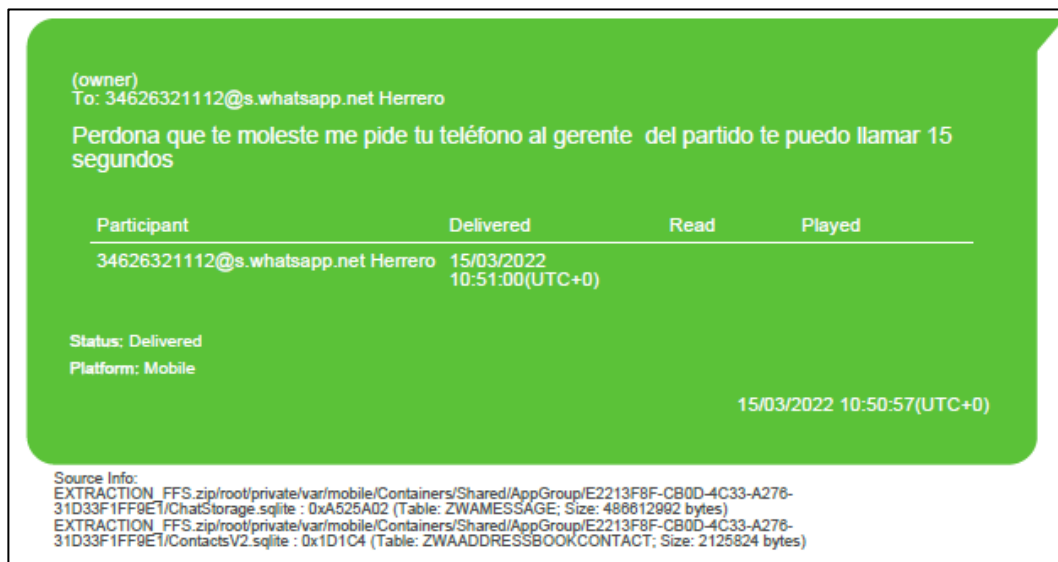 (owner)
To: 34626321112@s.whatsapp.net Herrero
Perdona que te moleste me pide tu teléfono al gerente  del partido te puedo llamar 15
segundos
Participant Delivered Read Played
34626321112@s.whatsapp.net Herrero 15/03/2022
10:51:00(UTC+0)
Status: Delivered
Platform: Mobile
15/03/2022 10:50:57(UTC+0)
Source Info:
EXTRACTION_FFS.zip/root/private/var/mobile/Containers/Shared/AppGroup/E2213F8F-CB0D-4C33-A276-
31D33F1FF9E1/ChatStorage.sqlite : 0xA525A02 (Table: ZWAMESSAGE; Size: 486612992 bytes)
EXTRACTION_FFS.zip/root/private/var/mobile/Containers/Shared/AppGroup/E2213F8F-CB0D-4C33-A276-
31D33F1FF9E1/ContactsV2.sqlite : 0x1D1C4 (Table: ZWAADDRESSBOOKCONTACT; Size: 2125824 bytes)